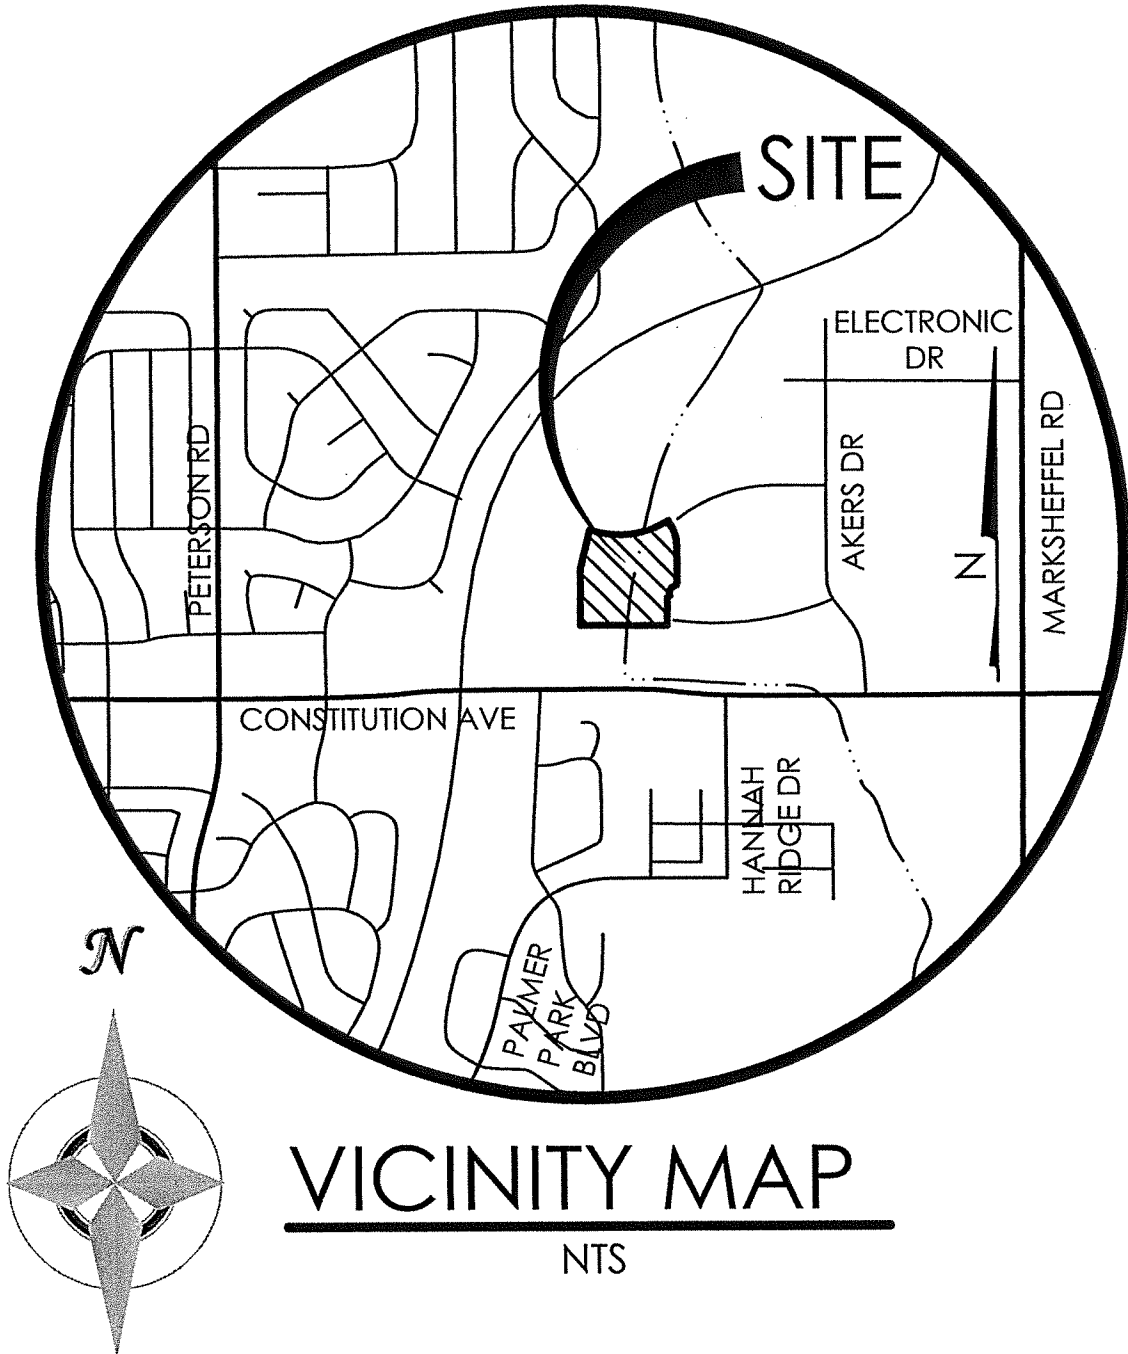 SITE
ELECTRONIC
DR
PETERSON RD
AKERS DR
MARKSHEFFEL RD
N
CONSTITUTION AVE
HANNAH
RIDGE DR
PALMER
PARK
BLVD
N
VICINITY MAP
NTS